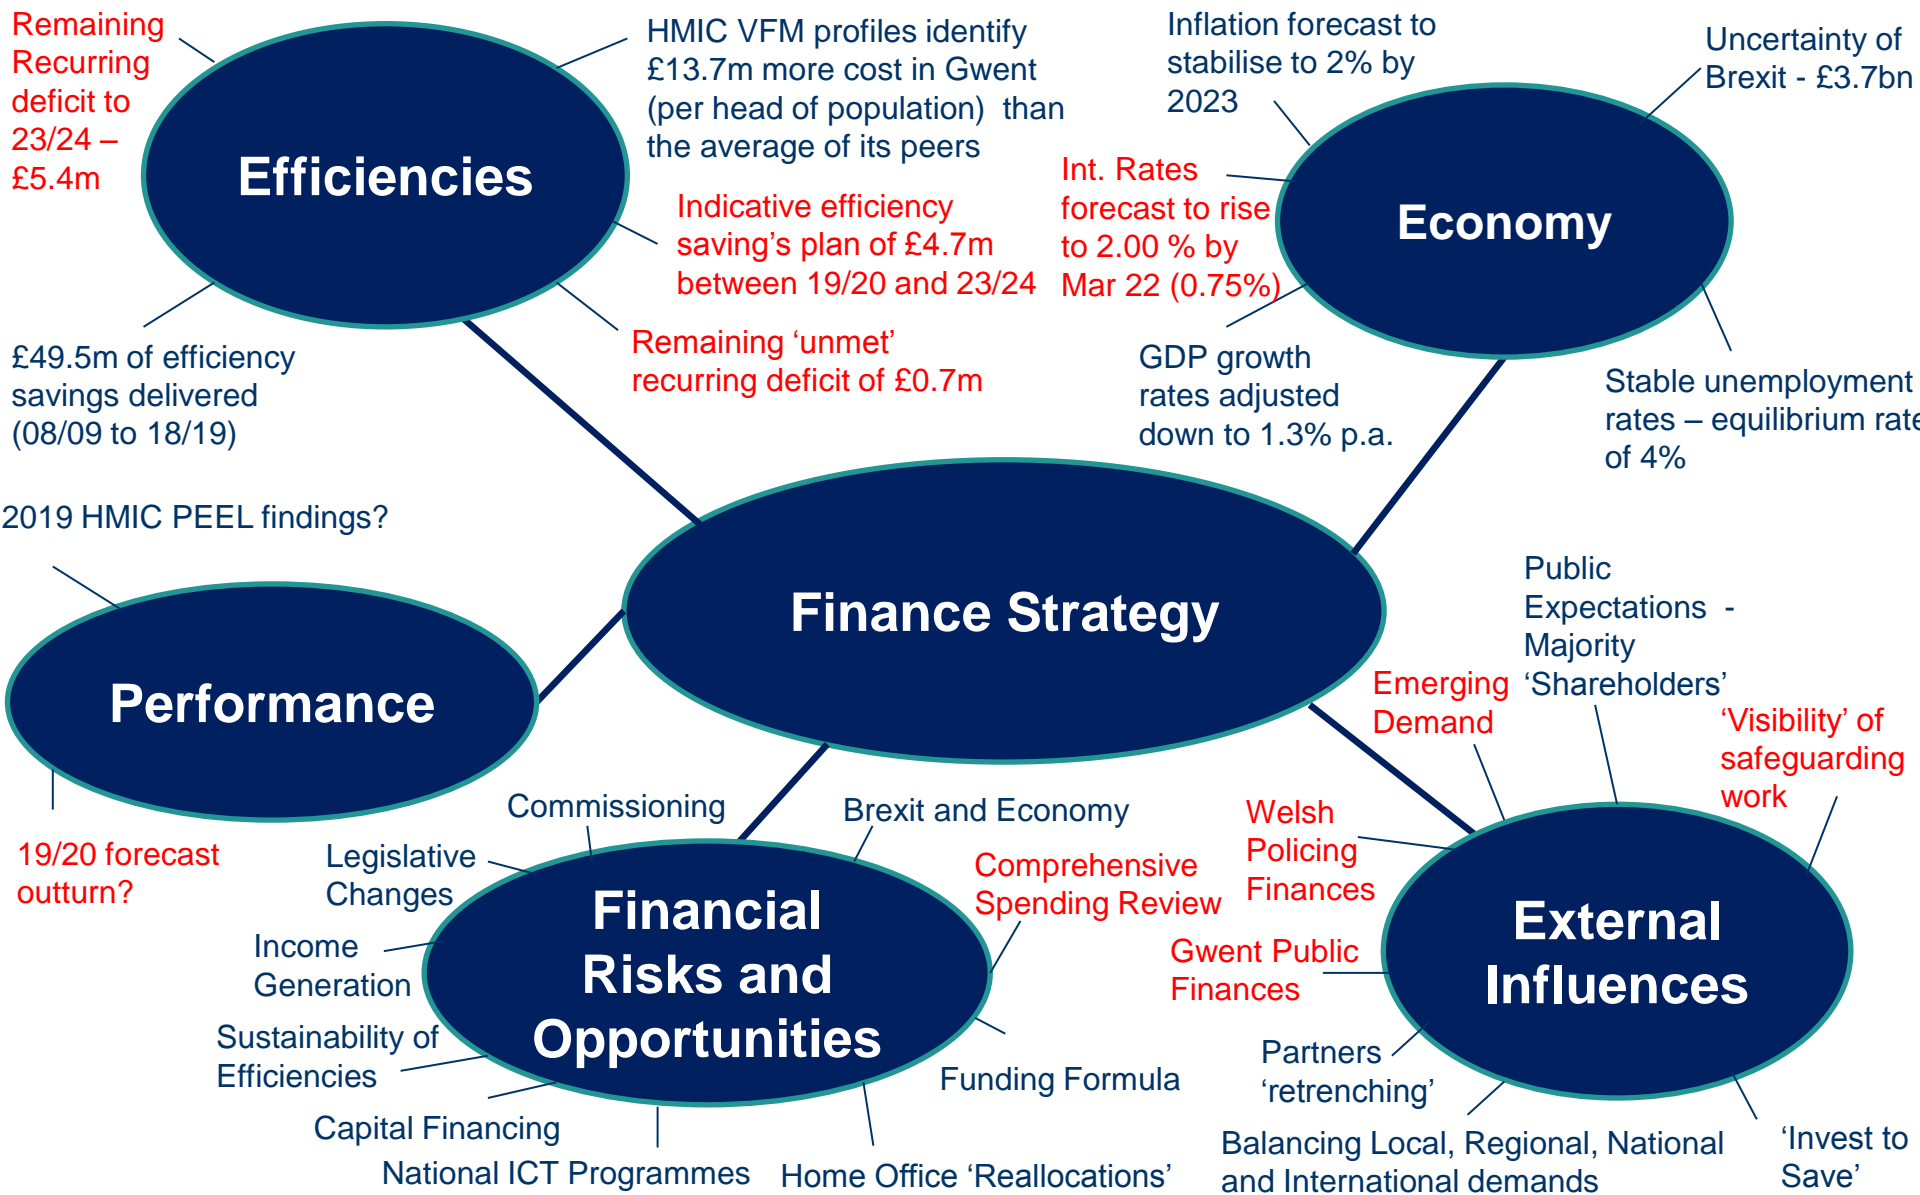 Remaining
Recurring
deficit to
23/24 –
£5.4m
HMIC VFM profiles identify
£13.7m more cost in Gwent
(per head of population)  than
the average of its peers
Efficiencies
Indicative efficiency
saving's plan of £4.7m
between 19/20 and 23/24
Remaining ‘unmet’
recurring deficit of £0.7m
£49.5m of efficiency
savings delivered
(08/09 to 18/19)
Inflation forecast to
stabilise to 2% by
2023
Uncertainty of
Brexit - £3.7bn
Int. Rates
forecast to rise
to 2.00 % by
Mar 22 (0.75%)
Economy
GDP growth
rates adjusted
down to 1.3% p.a.
Stable unemployment
rates – equilibrium rate
of 4%
2019 HMIC PEEL findings?
Finance Strategy
Performance
19/20 forecast
outturn?
Commissioning
Brexit and Economy
Legislative
Changes
Comprehensive
Spending Review
Income
Generation
Financial
Risks and
Opportunities
Sustainability of
Efficiencies
Funding Formula
Capital Financing
National ICT Programmes
Home Office ‘Reallocations’
Public
Expectations  -
Majority
‘Shareholders’
Emerging
Demand
‘Visibility’ of
safeguarding
work
Welsh
Policing
Finances
Gwent Public
Finances
External
Influences
Partners
‘retrenching’
Balancing Local, Regional, National
and International demands
‘Invest to
Save’